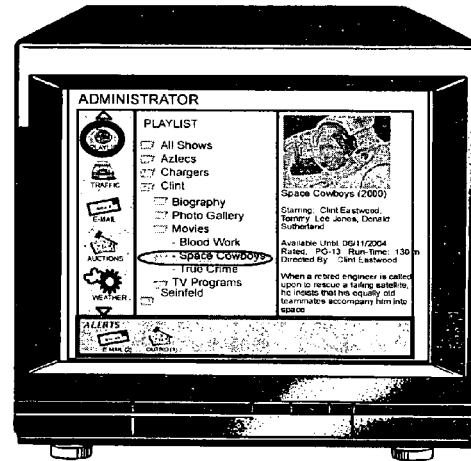 ADMINISTRATOR
PLAYLIST
TRAFFIC
E-MAIL
AUCTIONS
WEATHER
PLAYLIST
All Shows
Aztecs
Chargers
Clint
Biography
Photo Gallery
Movies
- Blood Work
- Space Cowboys
- True Crime
TV Programs
Seinfeld
Space Cowboys (2000)
Starring: Clint Eastwood,
Tommy Lee Jones, Donald
Sutherland
Available Until 06/11/2004
Rated: PG-13 Run-Time: 130 m
Directed By: Clint Eastwood
When a retired engineer is called
upon to rescue a failing satellite,
he insists that his equally old
teammates accompany him into
space
ALERTS
E-MAIL (2)